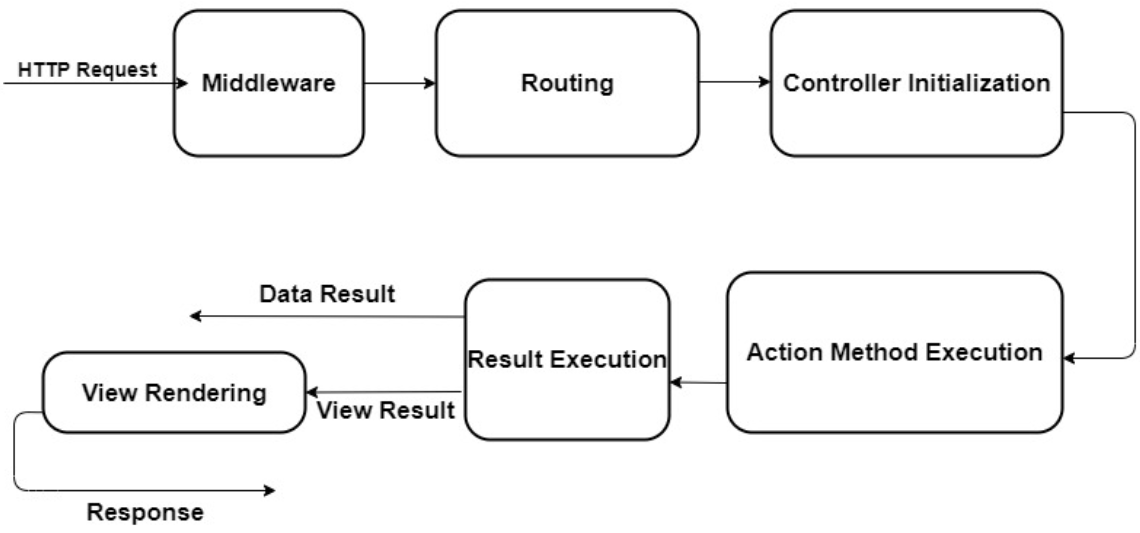 HTTP Request
Middleware
Routing
Controller Initialization
Data Result
Result Execution
Action Method Execution
View Rendering
View Result
Response